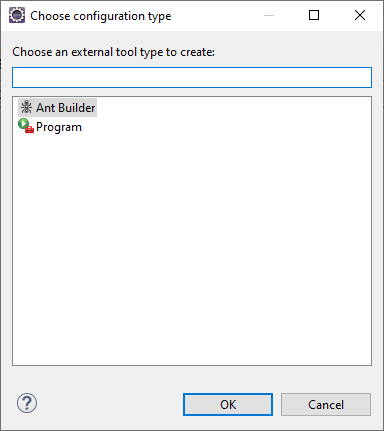 Choose configuration type
Choose an external tool type to create:
Ant Builder
Program
?
OK
Cancel